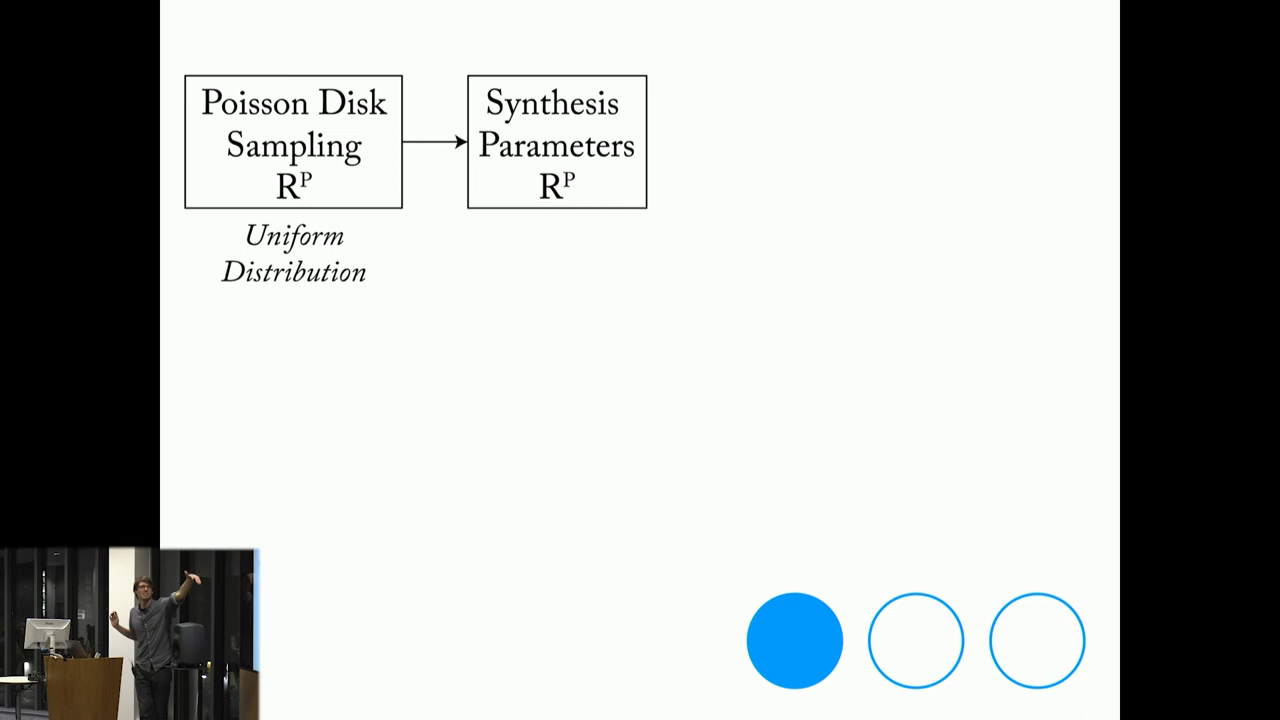 Poisson Disk
Sampling
Rᴾ
Uniform
Distribution
Synthesis
Parameters
Rᴾ